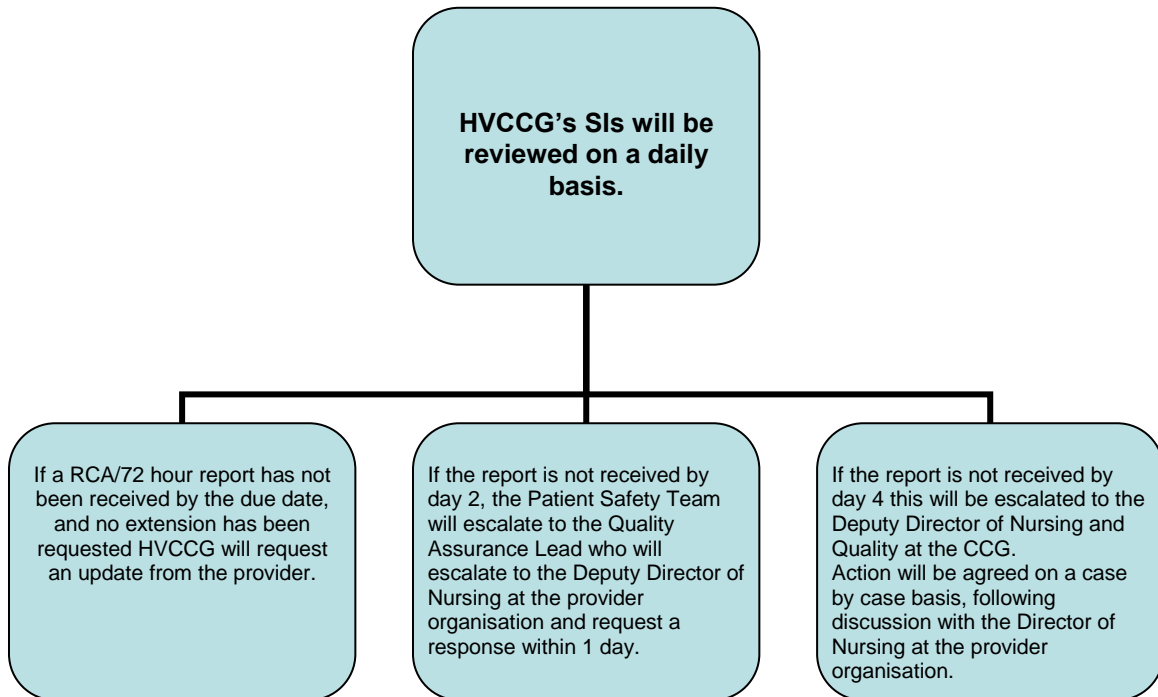 HVCCG's SIs will be
reviewed on a daily
basis.
If a RCA/72 hour report has not
been received by the due date,
and no extension has been
requested HVCCG will request
an update from the provider.
If the report is not received by
day 2, the Patient Safety Team
will escalate to the Quality
Assurance Lead who will
escalate to the Deputy Director of
Nursing at the provider
organisation and request a
response within 1 day.
If the report is not received by
day 4 this will be escalated to the
Deputy Director of Nursing and
Quality at the CCG.
Action will be agreed on a case
by case basis, following
discussion with the Director of
Nursing at the provider
organisation.